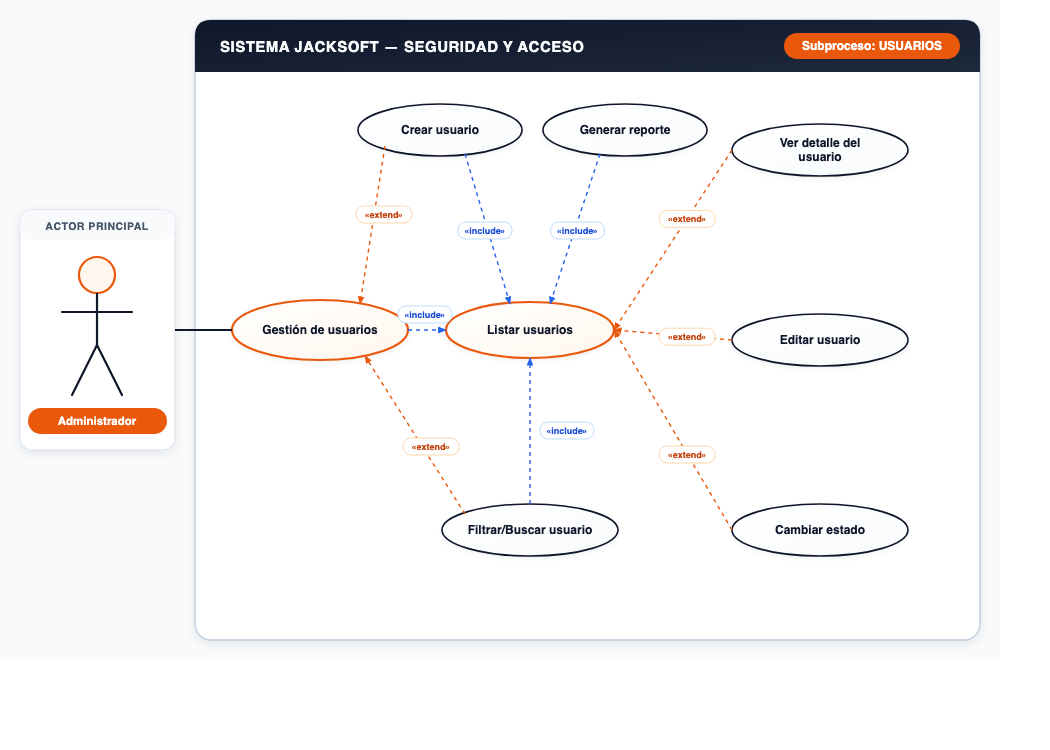 SISTEMA JACKSOFT — SEGURIDAD Y ACCESO
Subproceso: USUARIOS
Crear usuario
Generar reporte
Ver detalle del
usuario
ACTOR PRINCIPAL
«extend»
«extend»
«include»
«include»
«include»
Gestión de usuarios
Listar usuarios
«extend»
Editar usuario
Administrador
«include»
«extend»
«extend»
Filtrar/Buscar usuario
Cambiar estado